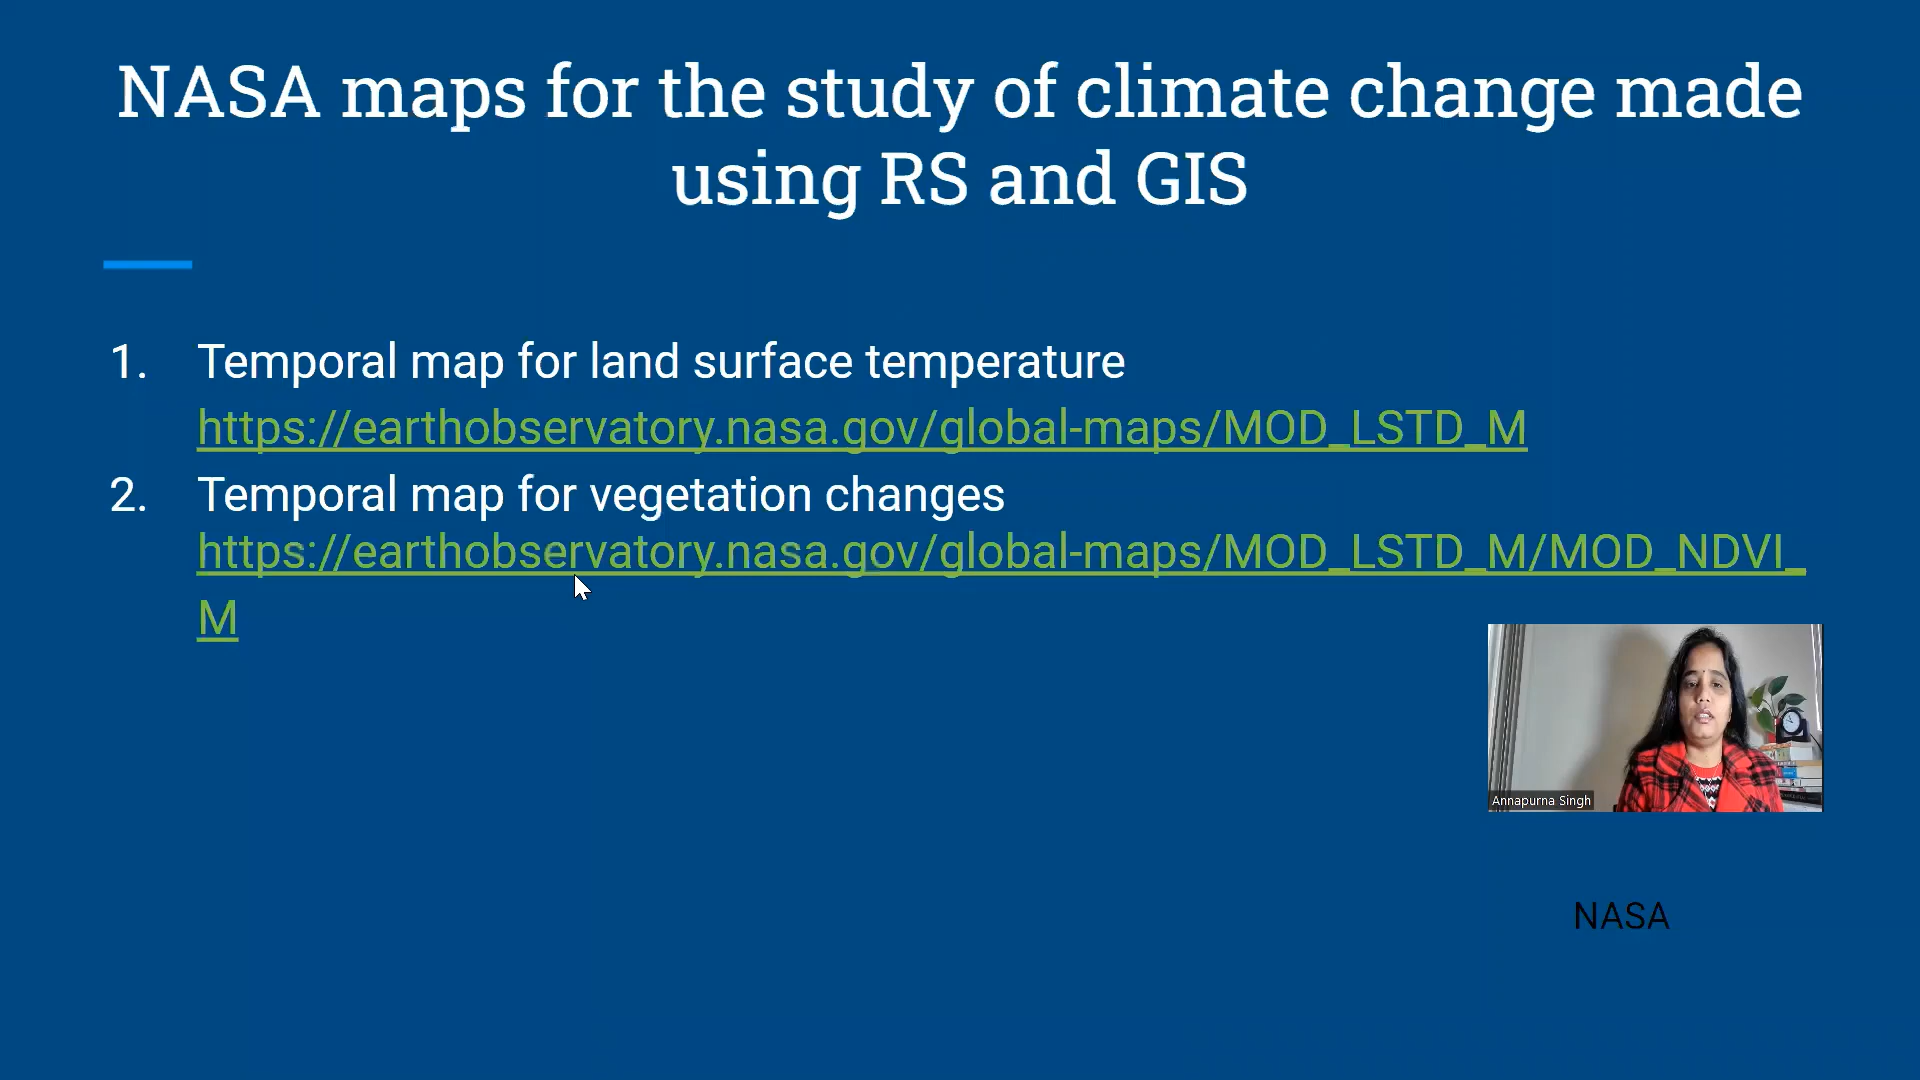 NASA maps for the study of climate change made
using RS and GIS
1. Temporal map for land surface temperature
https://earthobservatory.nasa.gov/global-maps/MOD_LSTD_M
2. Temporal map for vegetation changes
https://earthobservatory.nasa.gov/global-maps/MOD_LSTD_M/MOD_NDVI_
M
Annapurna Singh
NASA